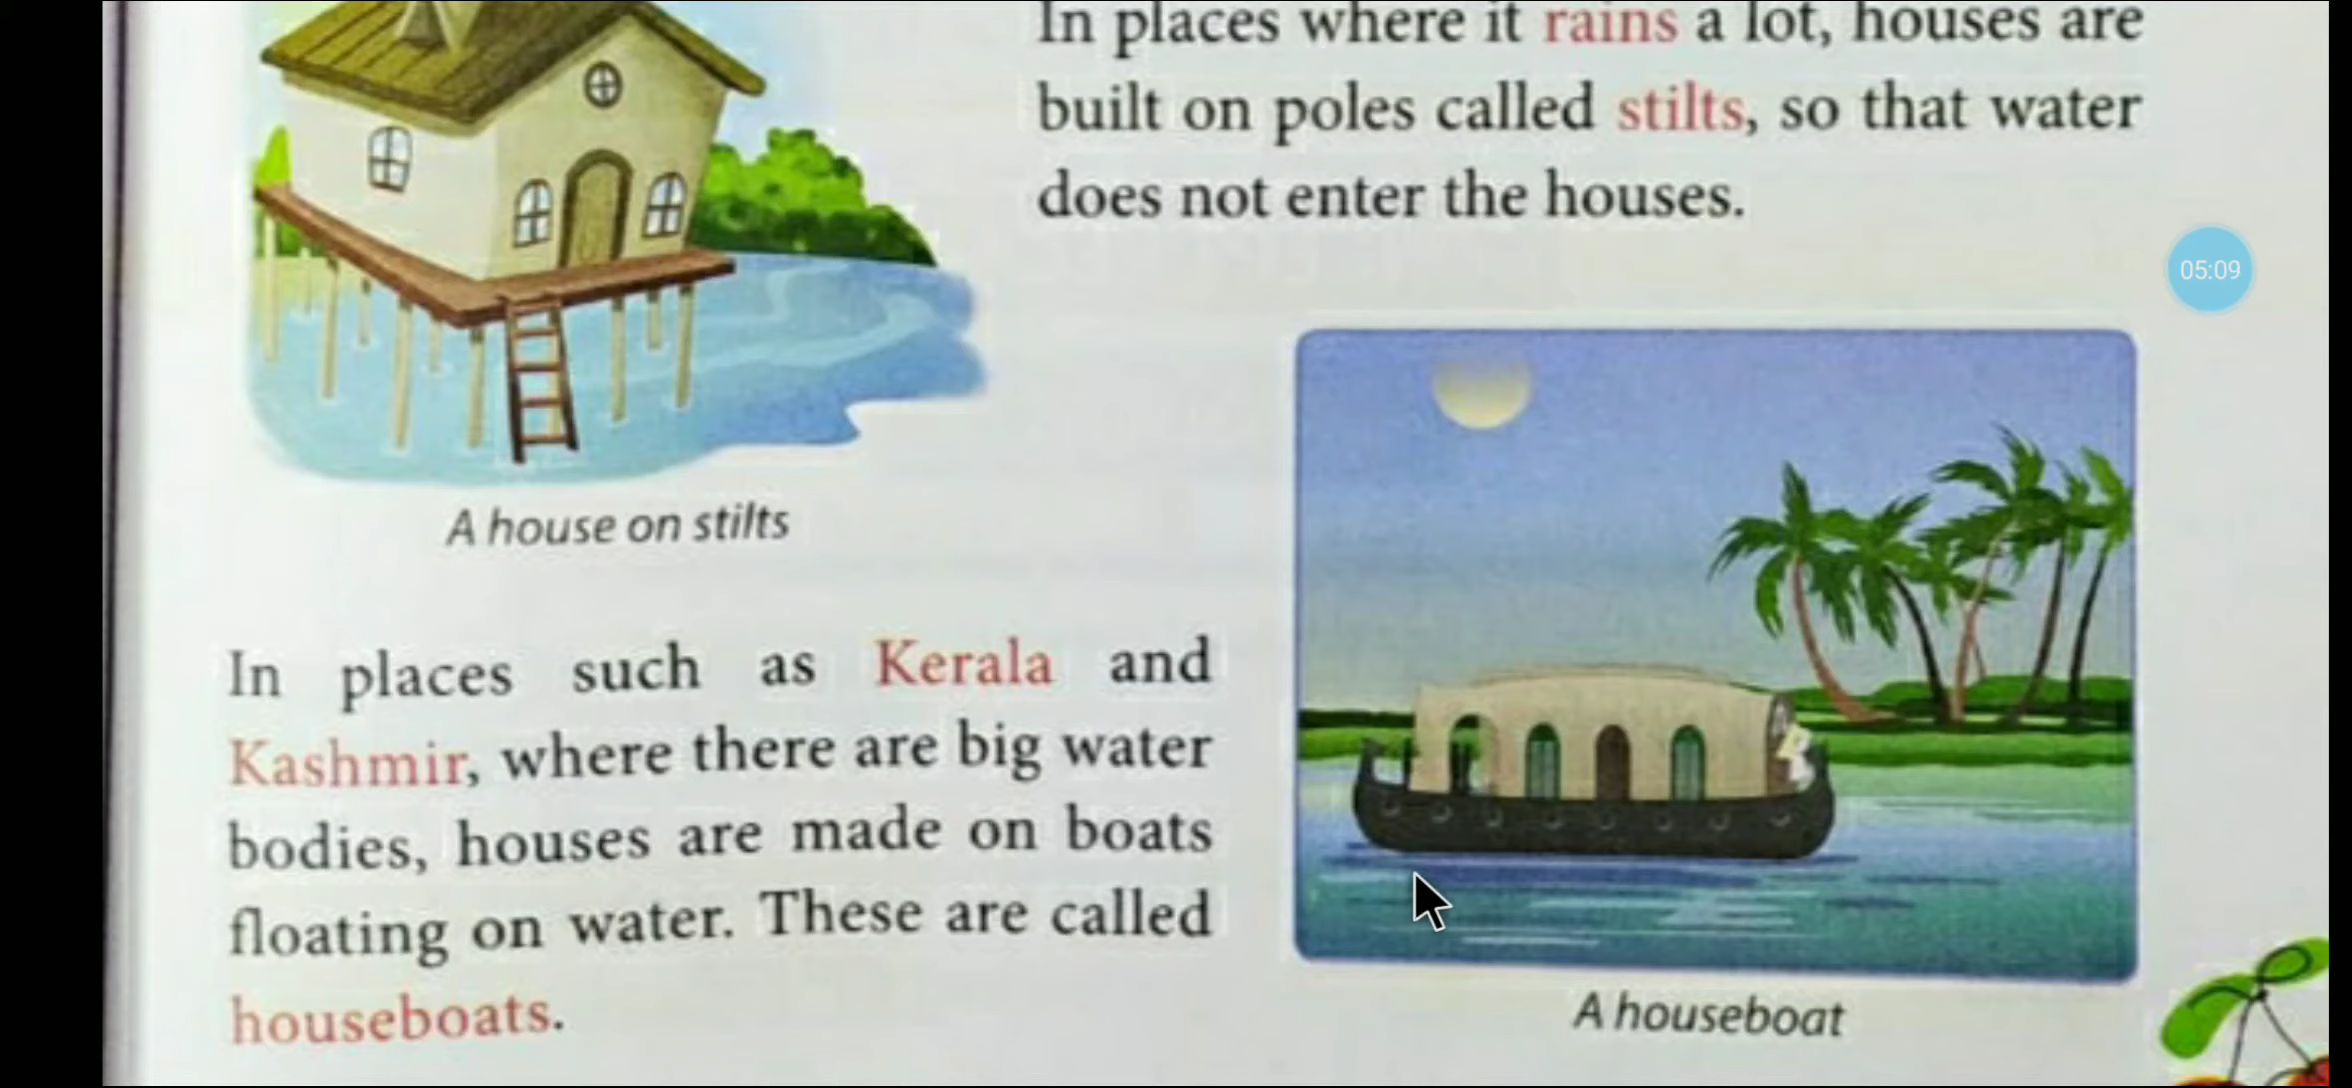 In places where it rains a lot, houses are
built on poles called stilts, so that water
does not enter the houses.
05:09
A house on stilts
In places such as Kerala and
Kashmir, where there are big water
bodies, houses are made on boats
floating on water. These are called
houseboats.
A houseboat